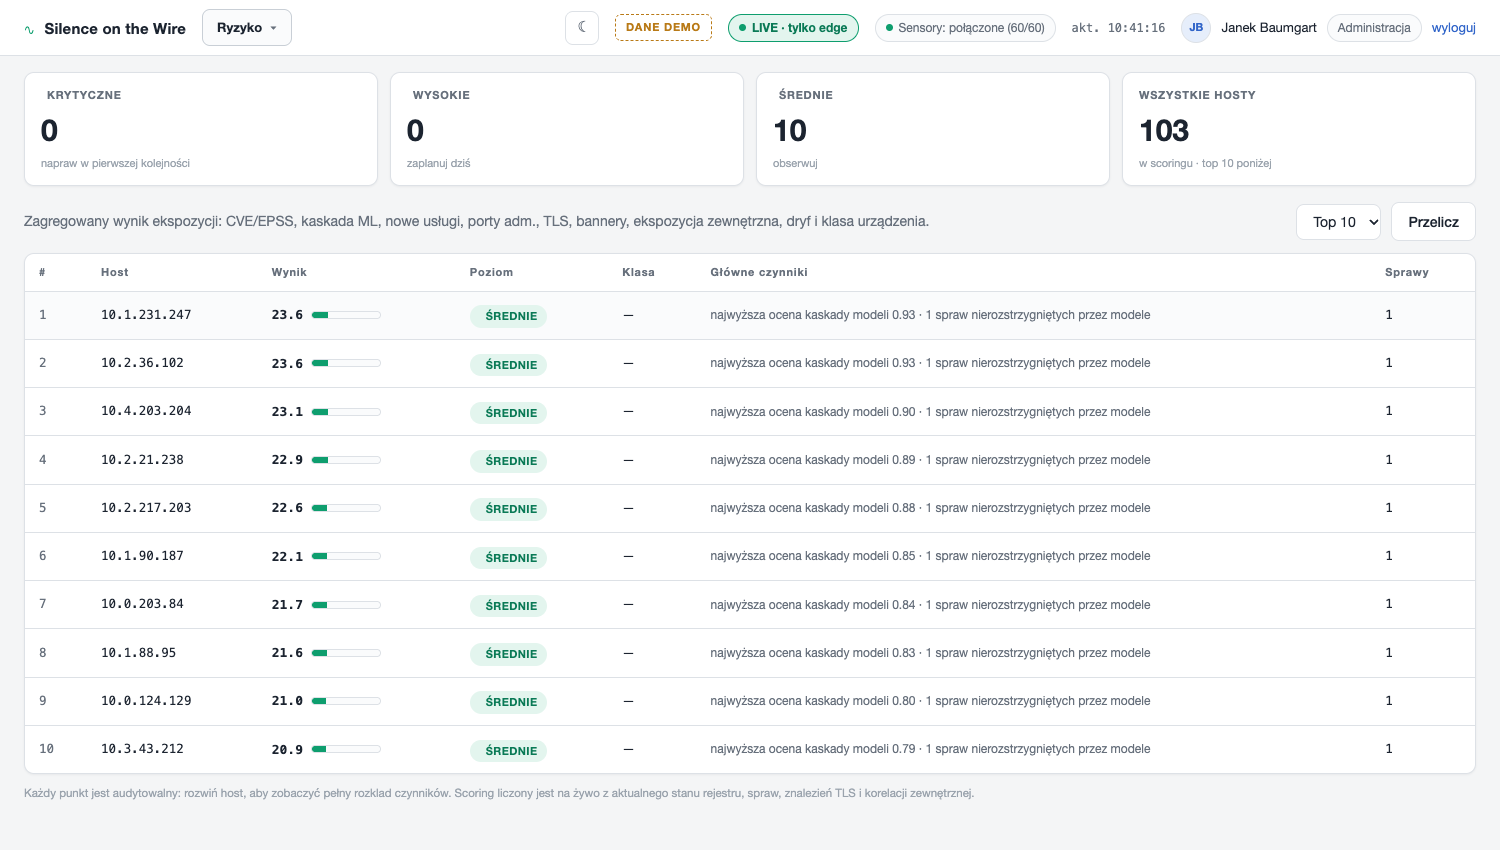 Silence on the Wire
Ryzyko
DANE DEMO
LIVE · tylko edge
Sensory: połączone (60/60)
akt. 10:41:16
JB
Janek Baumgart
Administracja
wyloguj
KRYTYCZNE
0
napraw w pierwszej kolejności
WYSOKIE
0
zaplanuj dziś
ŚREDNIE
10
obserwuj
WSZYSTKIE HOSTY
103
w scoringu · top 10 poniżej
Zagregowany wynik ekspozycji: CVE/EPSS, kaskada ML, nowe usługi, porty adm., TLS, bannery, ekspozycja zewnętrzna, dryf i klasa urządzenia.
Top 10
Przelicz
# Host Wynik Poziom Klasa Główne czynniki Sprawy
1 10.1.231.247 23.6 ŚREDNIE — najwyższa ocena kaskady modeli 0.93 · 1 spraw nierozstrzygniętych przez modele 1
2 10.2.36.102 23.6 ŚREDNIE — najwyższa ocena kaskady modeli 0.93 · 1 spraw nierozstrzygniętych przez modele 1
3 10.4.203.204 23.1 ŚREDNIE — najwyższa ocena kaskady modeli 0.90 · 1 spraw nierozstrzygniętych przez modele 1
4 10.2.21.238 22.9 ŚREDNIE — najwyższa ocena kaskady modeli 0.89 · 1 spraw nierozstrzygniętych przez modele 1
5 10.2.217.203 22.6 ŚREDNIE — najwyższa ocena kaskady modeli 0.88 · 1 spraw nierozstrzygniętych przez modele 1
6 10.1.90.187 22.1 ŚREDNIE — najwyższa ocena kaskady modeli 0.85 · 1 spraw nierozstrzygniętych przez modele 1
7 10.0.203.84 21.7 ŚREDNIE — najwyższa ocena kaskady modeli 0.84 · 1 spraw nierozstrzygniętych przez modele 1
8 10.1.88.95 21.6 ŚREDNIE — najwyższa ocena kaskady modeli 0.83 · 1 spraw nierozstrzygniętych przez modele 1
9 10.0.124.129 21.0 ŚREDNIE — najwyższa ocena kaskady modeli 0.80 · 1 spraw nierozstrzygniętych przez modele 1
10 10.3.43.212 20.9 ŚREDNIE — najwyższa ocena kaskady modeli 0.79 · 1 spraw nierozstrzygniętych przez modele 1
Każdy punkt jest audytowalny: rozwiń host, aby zobaczyć pełny rozkład czynników. Scoring liczony jest na żywo z aktualnego stanu rejestru, spraw, znalezień TLS i korelacji zewnętrznej.